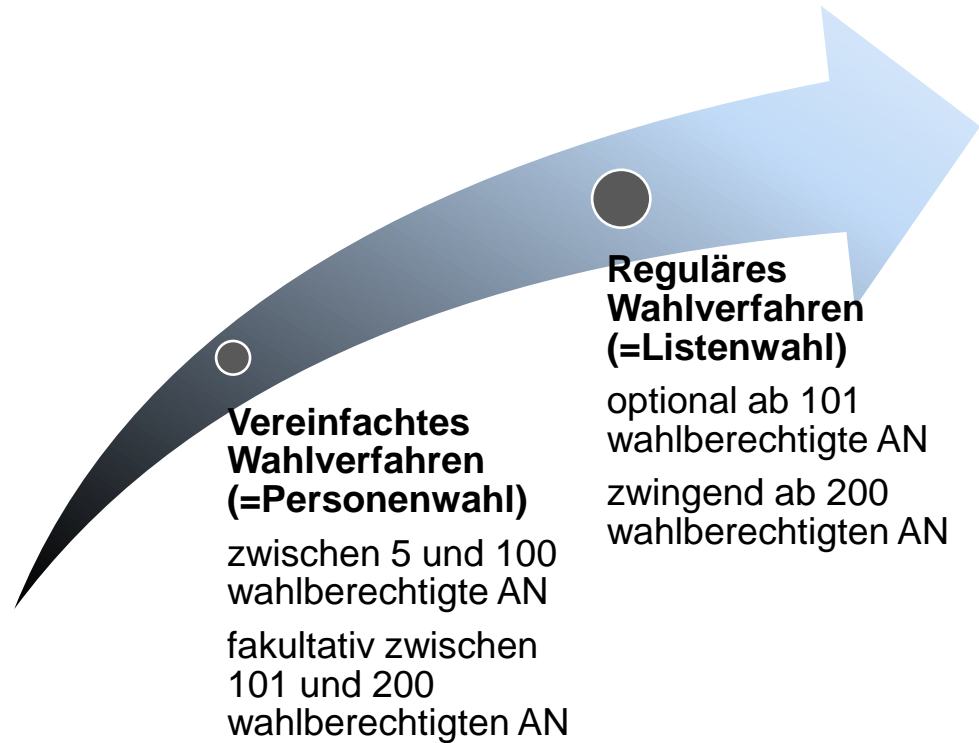 Vereinfachtes
Wahlverfahren
(=Personenwahl)
zwischen 5 und 100
wahlberechtigte AN
fakultativ zwischen
101 und 200
wahlberechtigten AN
Reguläres
Wahlverfahren
(=Listenwahl)
optional ab 101
wahlberechtigte AN
zwingend ab 200
wahlberechtigten AN